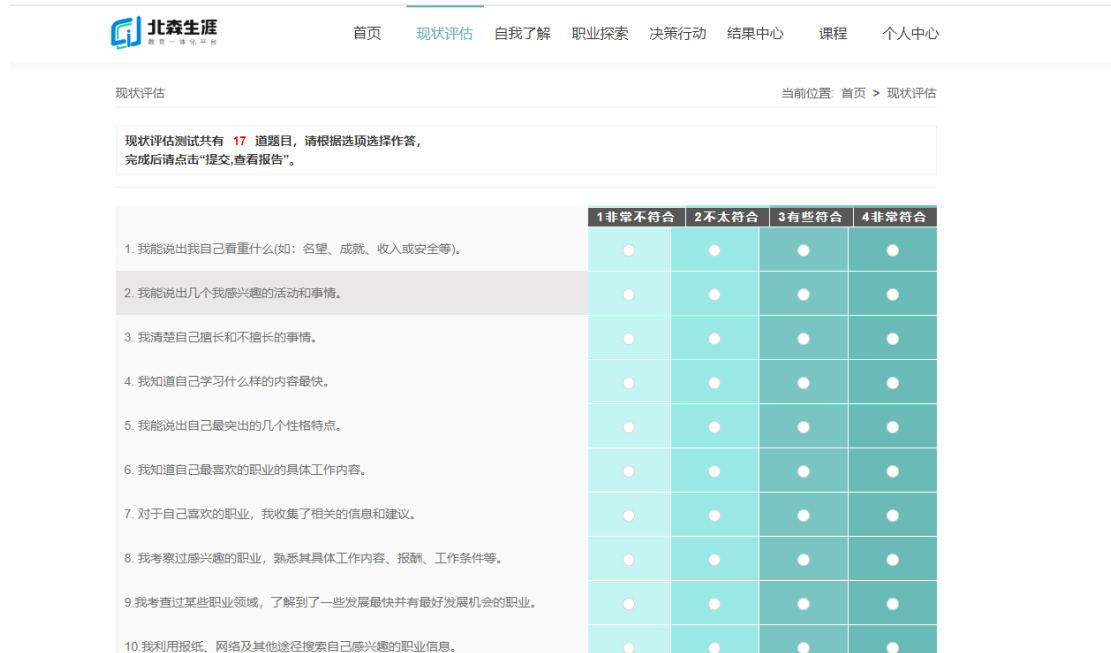 北森生涯
教育一体化平台
首页 现状评估 自我了解 职业探索 决策行动 结果中心 课程 个人中心
现状评估 当前位置: 首页 > 现状评估
现状评估测试共有 17 道题目，请根据选项选择作答，
完成后请点击“提交,查看报告”。
1非常不符合 2不太符合 3有些符合 4非常符合
1. 我能说出我自己看重什么(如：名望、成就、收入或安全等)。
2. 我能说出几个我感兴趣的活动和事情。
3. 我清楚自己擅长和不擅长的事情。
4. 我知道自己学习什么样的内容最快。
5. 我能说出自己最突出的几个性格特点。
6. 我知道自己最喜欢的职业的具体工作内容。
7. 对于自己喜欢的职业，我收集了相关的信息和建议。
8. 我考察过感兴趣的职业，熟悉其具体工作内容、报酬、工作条件等。
9.我考查过某些职业领域，了解到了一些发展最快并有最好发展机会的职业。
10.我利用报纸、网络及其他途径搜索自己感兴趣的职业信息。